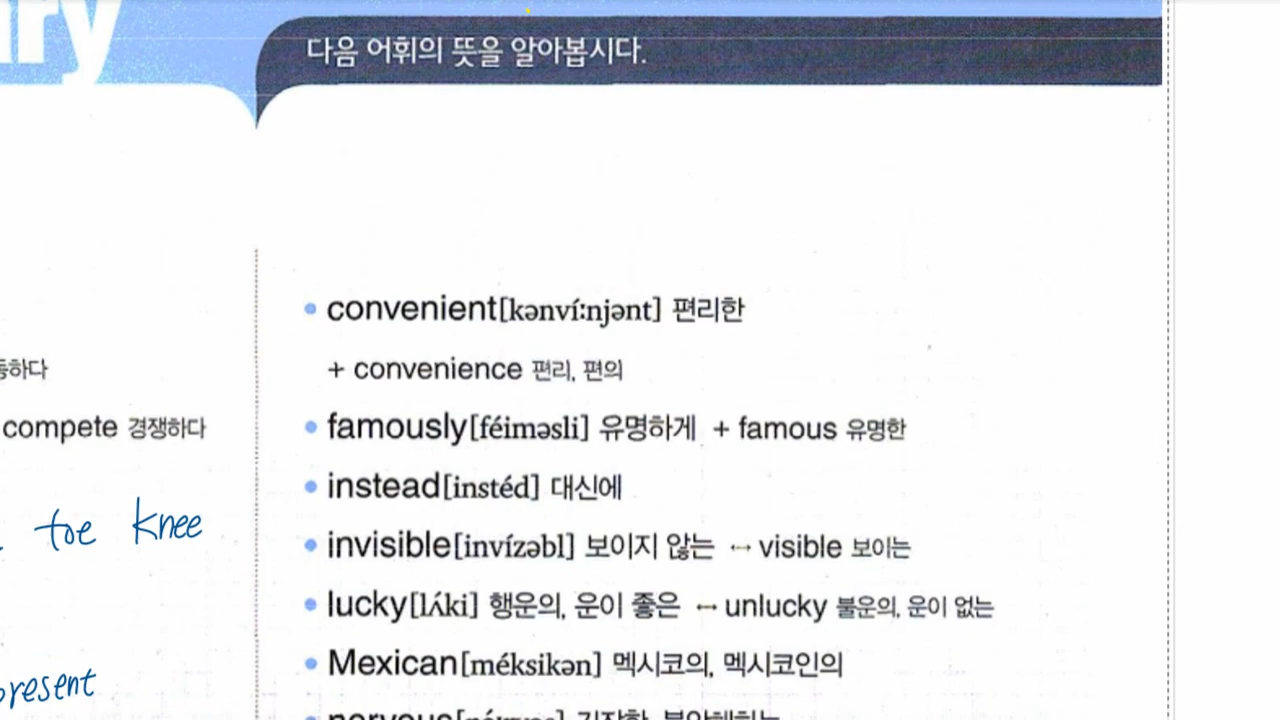 다음 어휘의 뜻을 알아봅시다.
convenient[kənví:njənt] 편리한
+ convenience 편리, 편의
compete 경쟁하다
famously[féiməsli] 유명하게 + famous 유명한
instead[instéd] 대신에
toe knee
invisible[invízəbl] 보이지 않는 ↔ visible 보이는
lucky[lʌ́ki] 행운의, 운이 좋은 ↔ unlucky 불운의, 운이 없는
Mexican[méksikən] 멕시코의, 멕시코인의
present